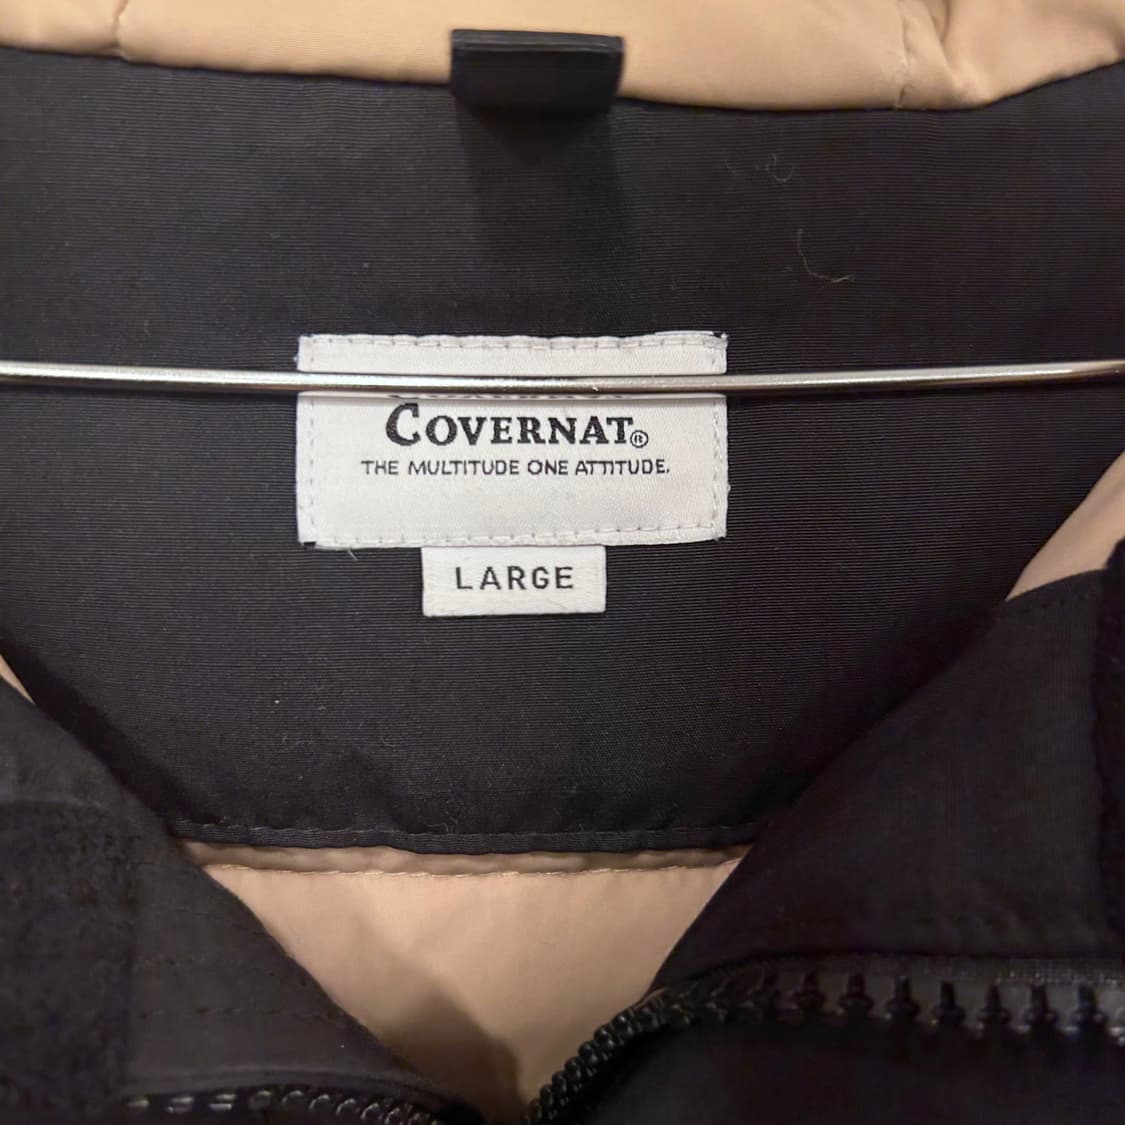 COVERNAT®
THE MULTITUDE ONE ATTITUDE.
LARGE